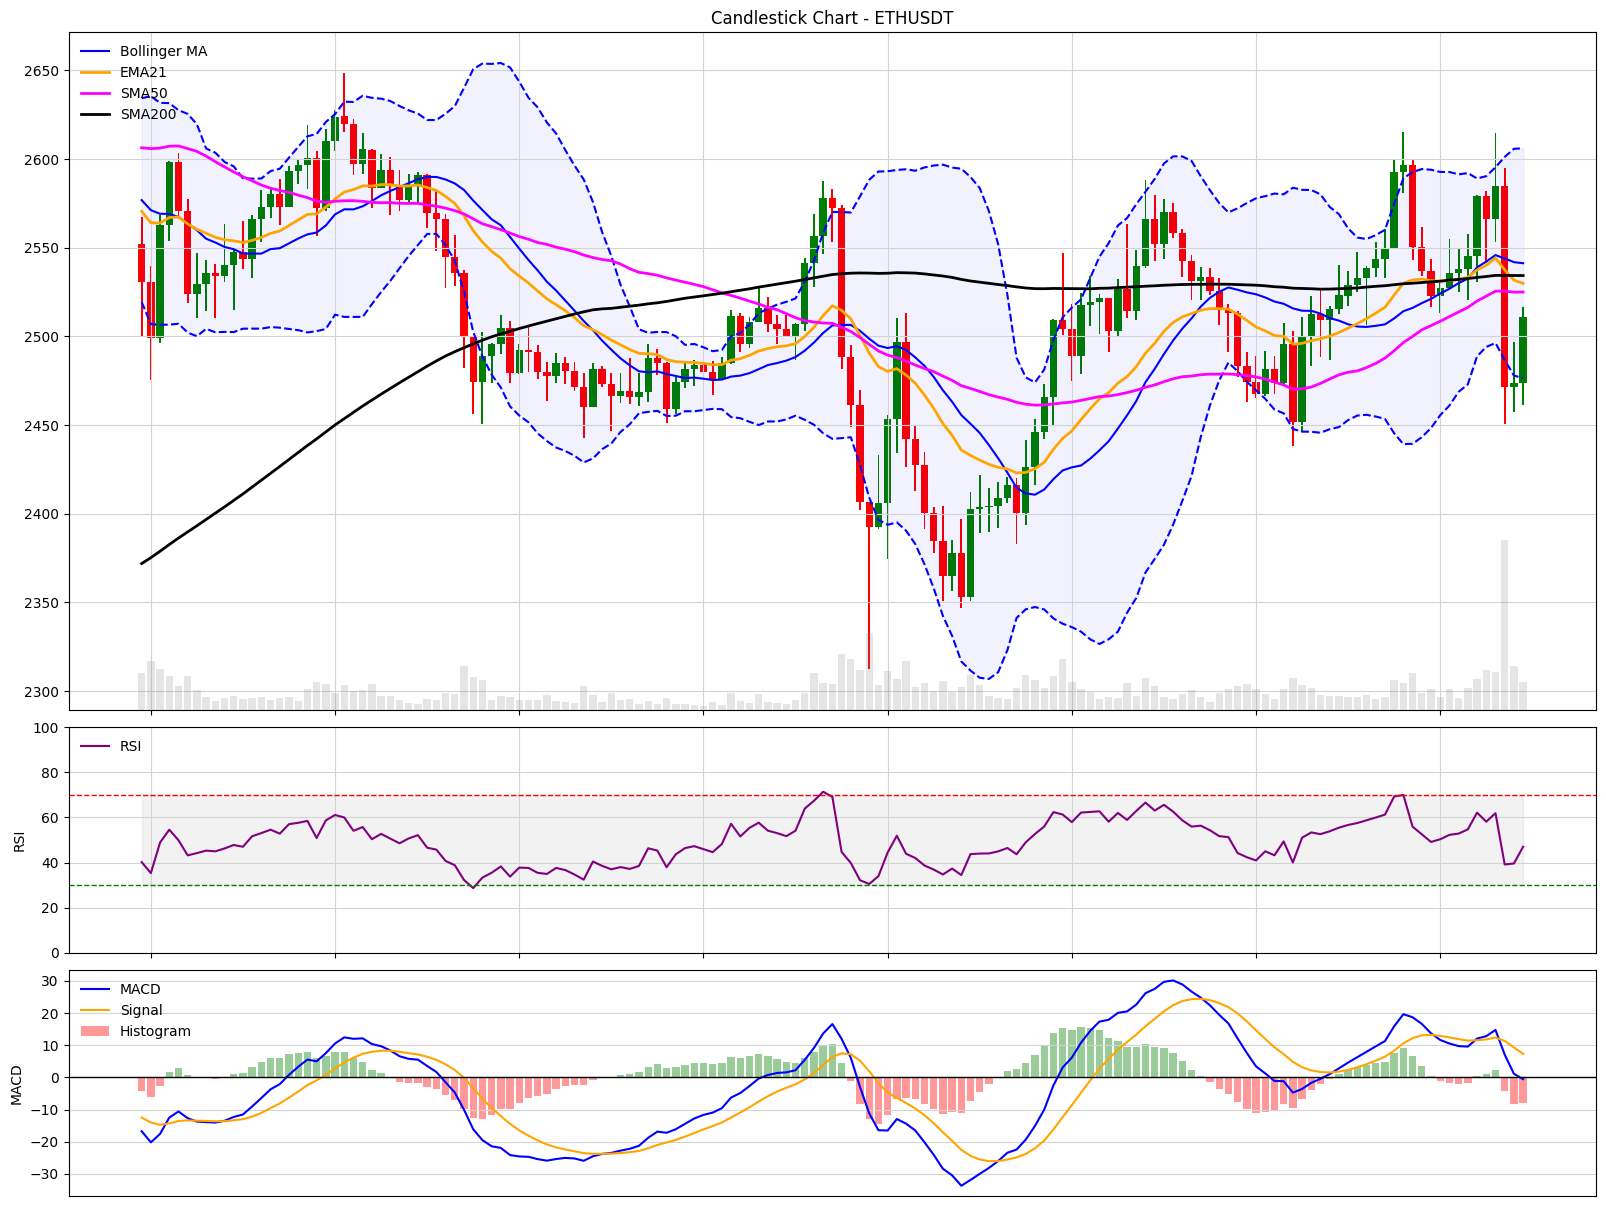 Candlestick Chart - ETHUSDT
Bollinger MA
EMA21
SMA50
SMA200
2650
2600
2550
2500
2450
2400
2350
2300
RSI
100
80
60
40
20
0
RSI
MACD
Signal
Histogram
30
20
10
0
−10
−20
−30
MACD